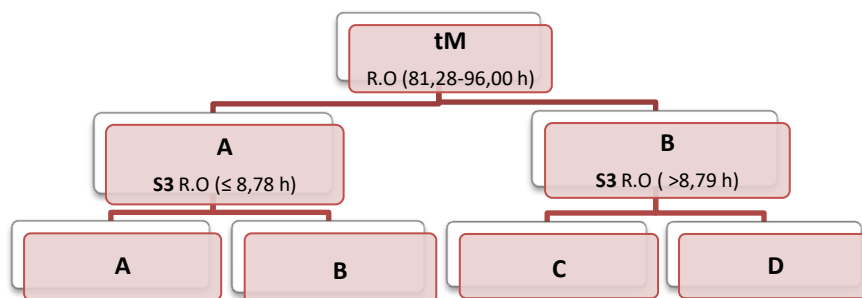 tM
R.O (81,28-96,00 h)
A
S3 R.O (≤ 8,78 h)
B
S3 R.O ( >8,79 h)
A
B
C
D